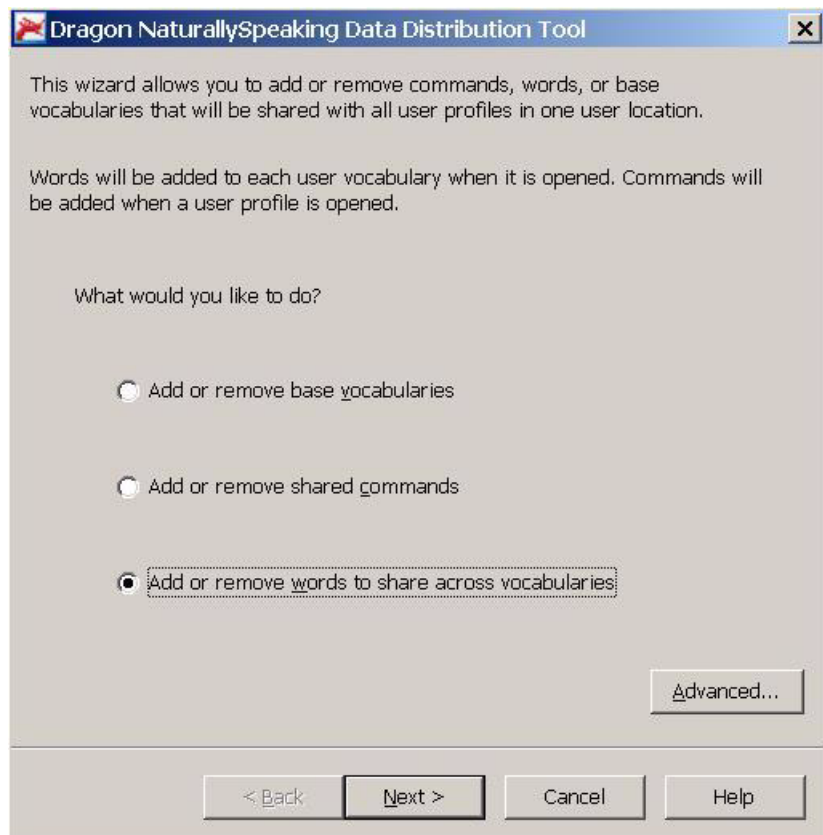 Dragon NaturallySpeaking Data Distribution Tool
This wizard allows you to add or remove commands, words, or base
vocabularies that will be shared with all user profiles in one user location.
Words will be added to each user vocabulary when it is opened. Commands will
be added when a user profile is opened.
What would you like to do?
Add or remove base vocabularies
Add or remove shared commands
Add or remove words to share across vocabularies
Advanced...
< Back Next > Cancel Help